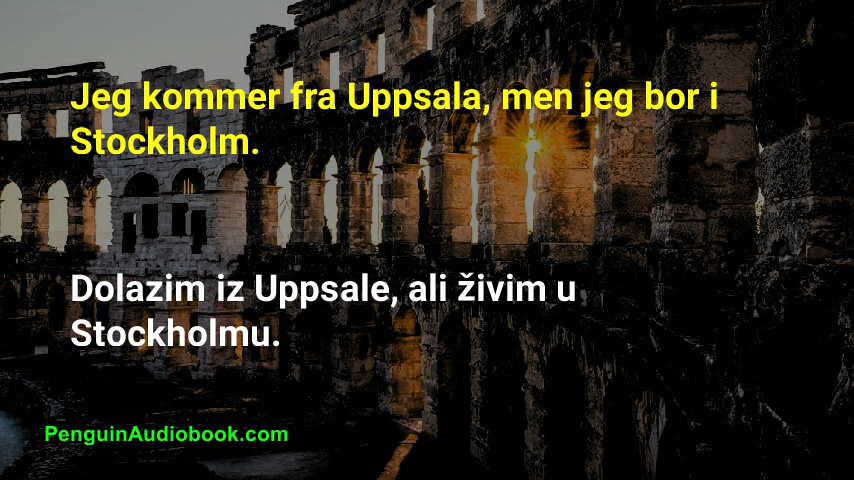 Jeg kommer fra Uppsala, men jeg bor i
Stockholm.
Dolazim iz Uppsale, ali živim u
Stockholmu.
PenguinAudiobook.com